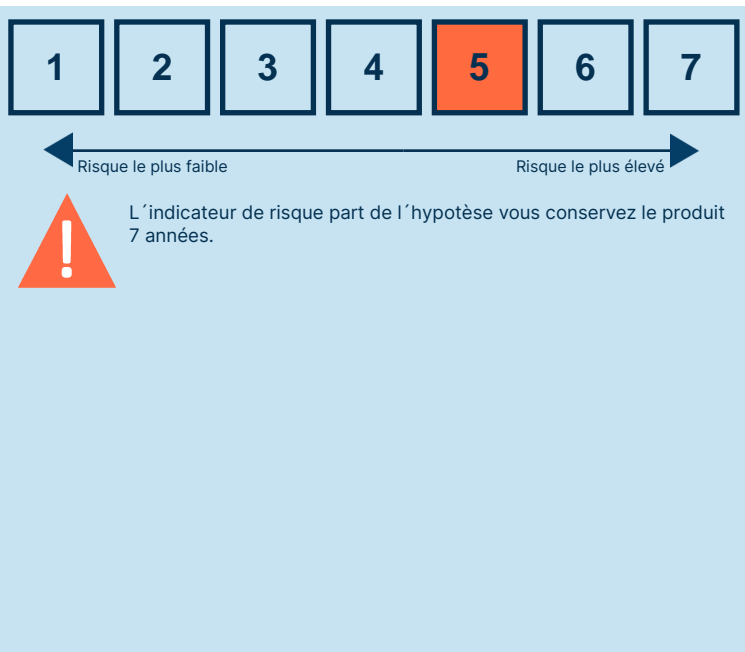 1 2 3 4 5 6 7
Risque le plus faible Risque le plus élevé
!
L´indicateur de risque part de l´hypotèse vous conservez le produit
7 années.